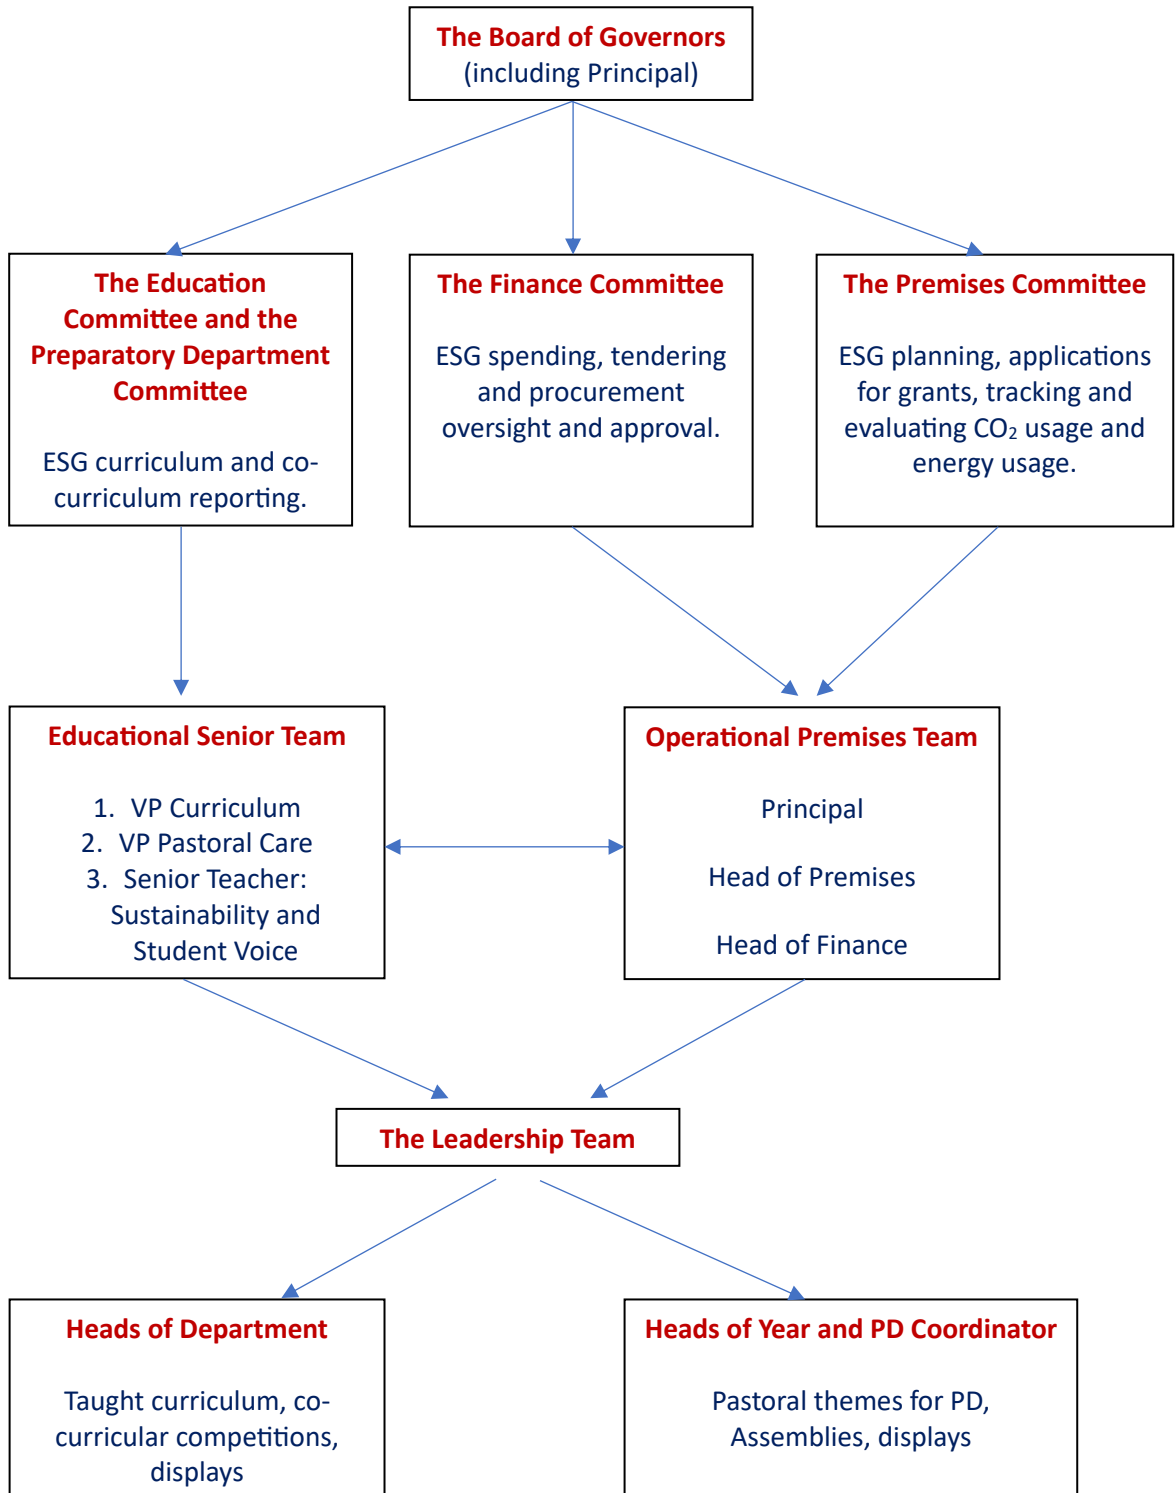 The Board of Governors
(including Principal)
The Education
Committee and the
Preparatory Department
Committee
ESG curriculum and co-
curriculum reporting.
The Finance Committee
ESG spending, tendering
and procurement
oversight and approval.
The Premises Committee
ESG planning, applications
for grants, tracking and
evaluating CO₂ usage and
energy usage.
Educational Senior Team
1. VP Curriculum
2. VP Pastoral Care
3. Senior Teacher:
Sustainability and
Student Voice
Operational Premises Team
Principal
Head of Premises
Head of Finance
The Leadership Team
Heads of Department
Taught curriculum, co-
curricular competitions,
displays
Heads of Year and PD Coordinator
Pastoral themes for PD,
Assemblies, displays